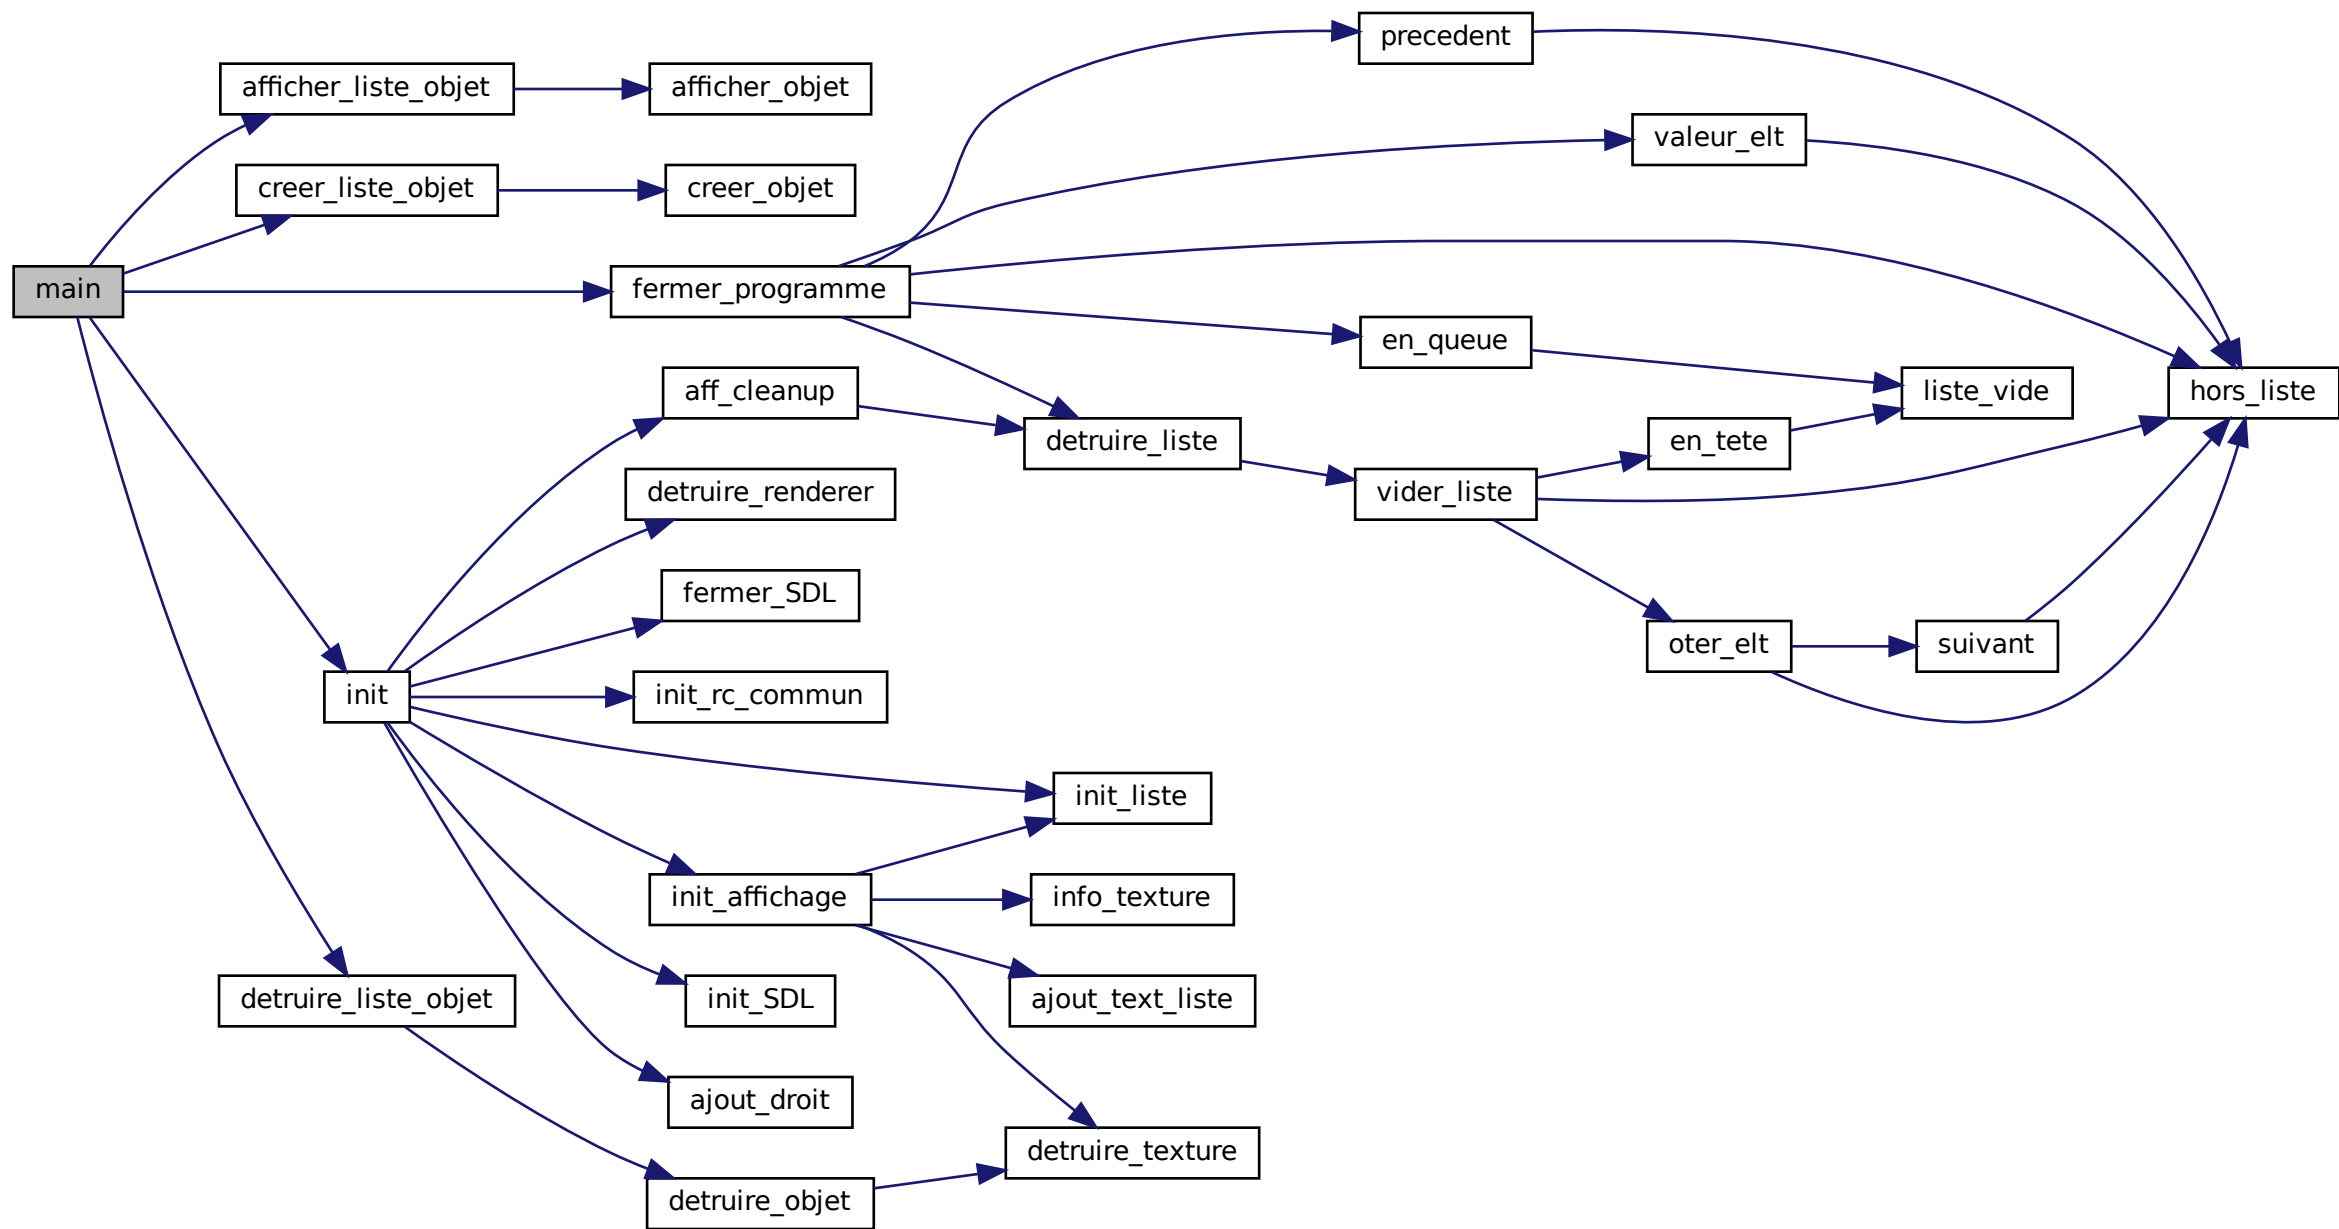 precedent
afficher_liste_objet
afficher_objet
valeur_elt
creer_liste_objet
creer_objet
main
fermer_programme
en_queue
aff_cleanup
liste_vide
hors_liste
detruire_liste
en_tete
detruire_renderer
vider_liste
fermer_SDL
oter_elt
suivant
init
init_rc_commun
init_liste
init_affichage
info_texture
detruire_liste_objet
init_SDL
ajout_text_liste
ajout_droit
detruire_texture
detruire_objet